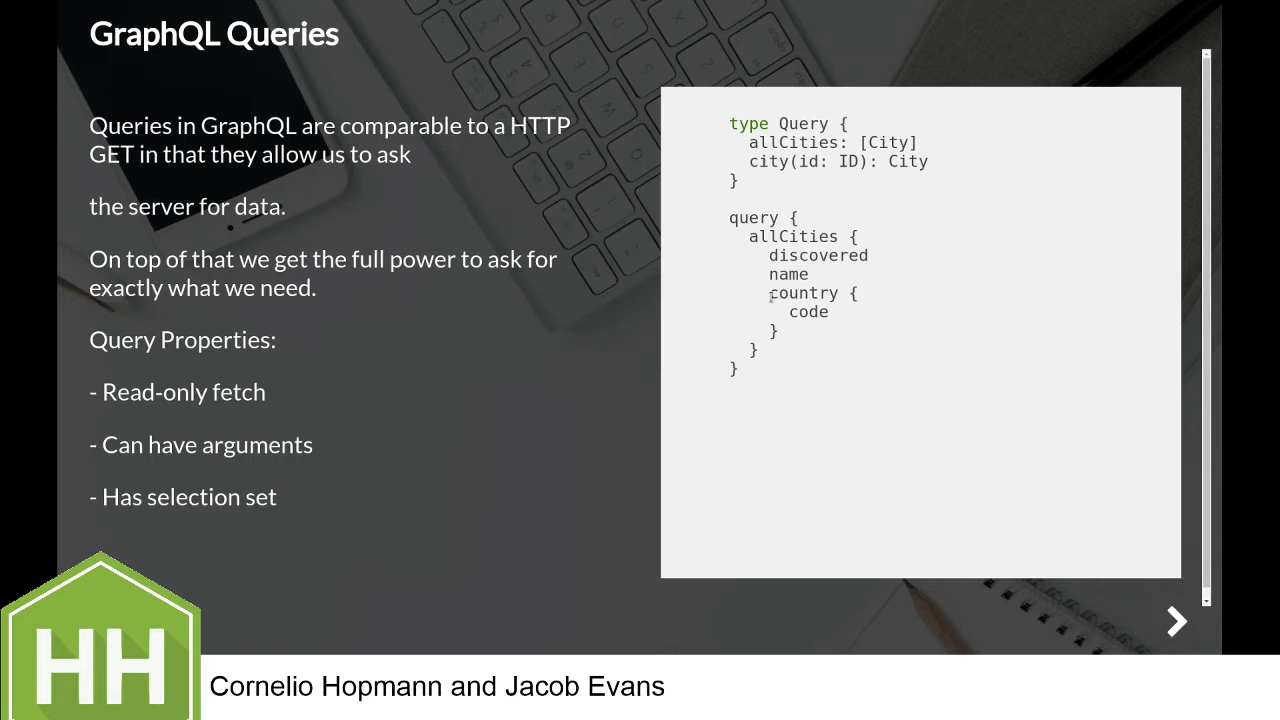 GraphQL Queries
Queries in GraphQL are comparable to a HTTP
GET in that they allow us to ask
the server for data.
On top of that we get the full power to ask for
exactly what we need.
Query Properties:
- Read-only fetch
- Can have arguments
- Has selection set
type Query {
  allCities: [City]
  city(id: ID): City
}
query {
  allCities {
    discovered
    name
    country {
      code
    }
  }
}
HH
Cornelio Hopmann and Jacob Evans